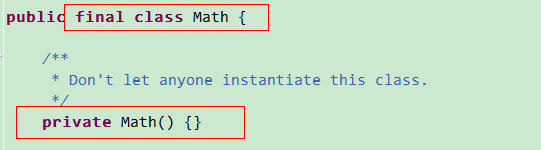 public final class Math {
/**
* Don't let anyone instantiate this class.
*/
private Math() {}